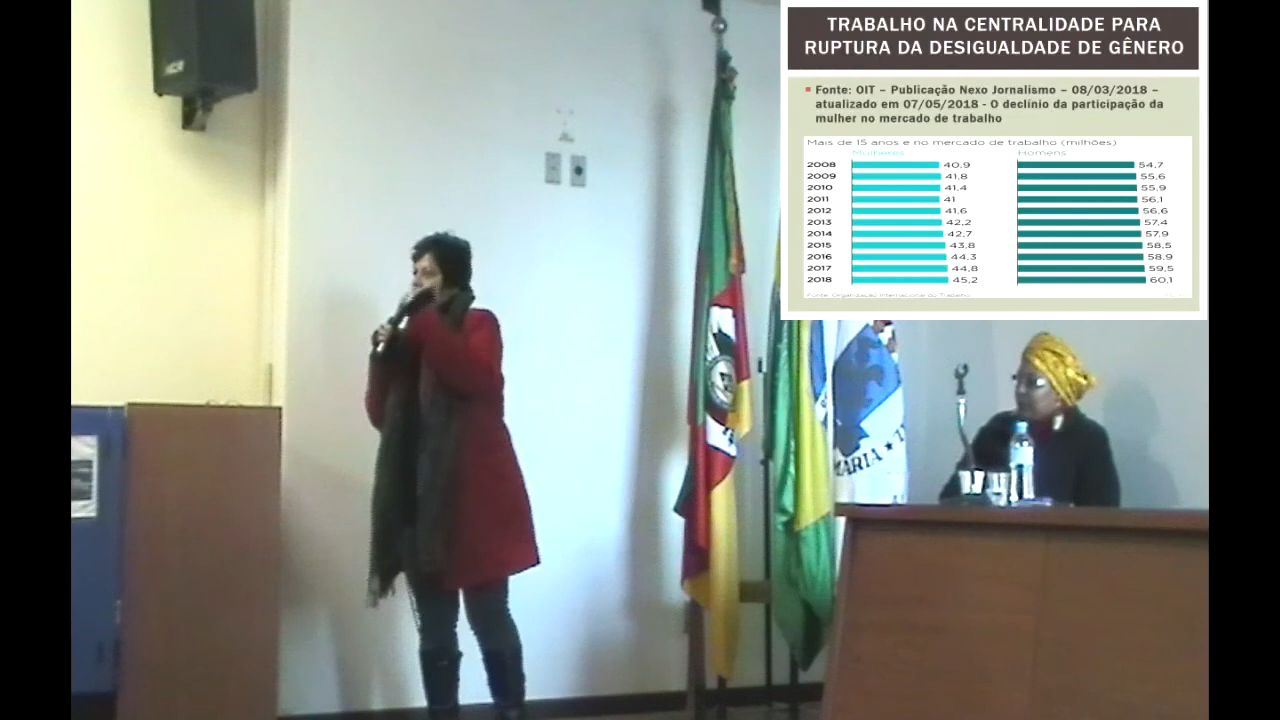 TRABALHO NA CENTRALIDADE PARA
RUPTURA DA DESIGUALDADE DE GÊNERO
Fonte: OIT – Publicação Nexo Jornalismo – 08/03/2018 –
atualizado em 07/05/2018 - O declínio da participação da
mulher no mercado de trabalho
Mais de 15 anos e no mercado de trabalho (milhões)
Mulheres Homens
2008 40,9 54,7
2009 41,8 55,6
2010 41,4 55,9
2011 41 56,1
2012 41,6 56,6
2013 42,2 57,4
2014 42,7 57,9
2015 43,8 58,5
2016 44,3 58,9
2017 44,8 59,5
2018 45,2 60,1
Fonte: Organização Internacional do Trabalho
MARIA